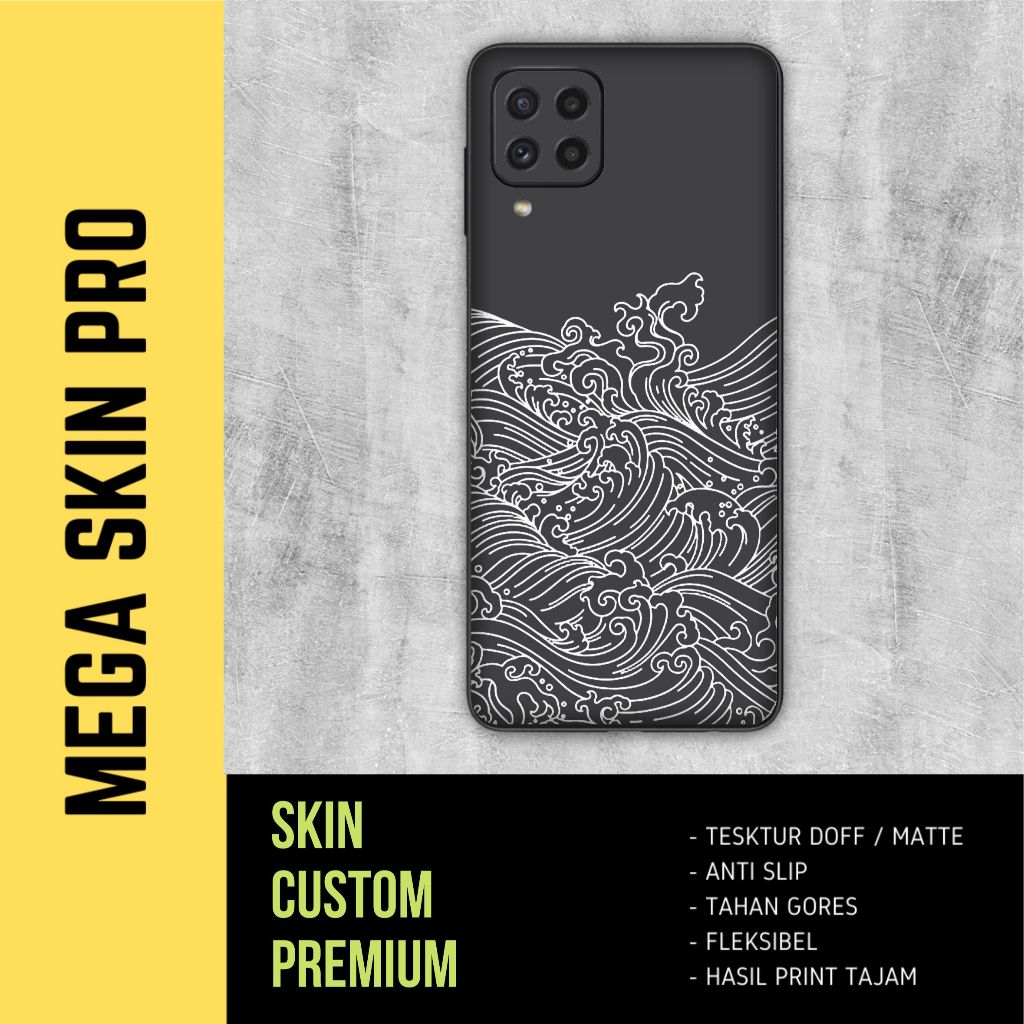 MEGA SKIN PRO
SKIN
CUSTOM
PREMIUM
- TESKTUR DOFF / MATTE
- ANTI SLIP
- TAHAN GORES
- FLEKSIBEL
- HASIL PRINT TAJAM